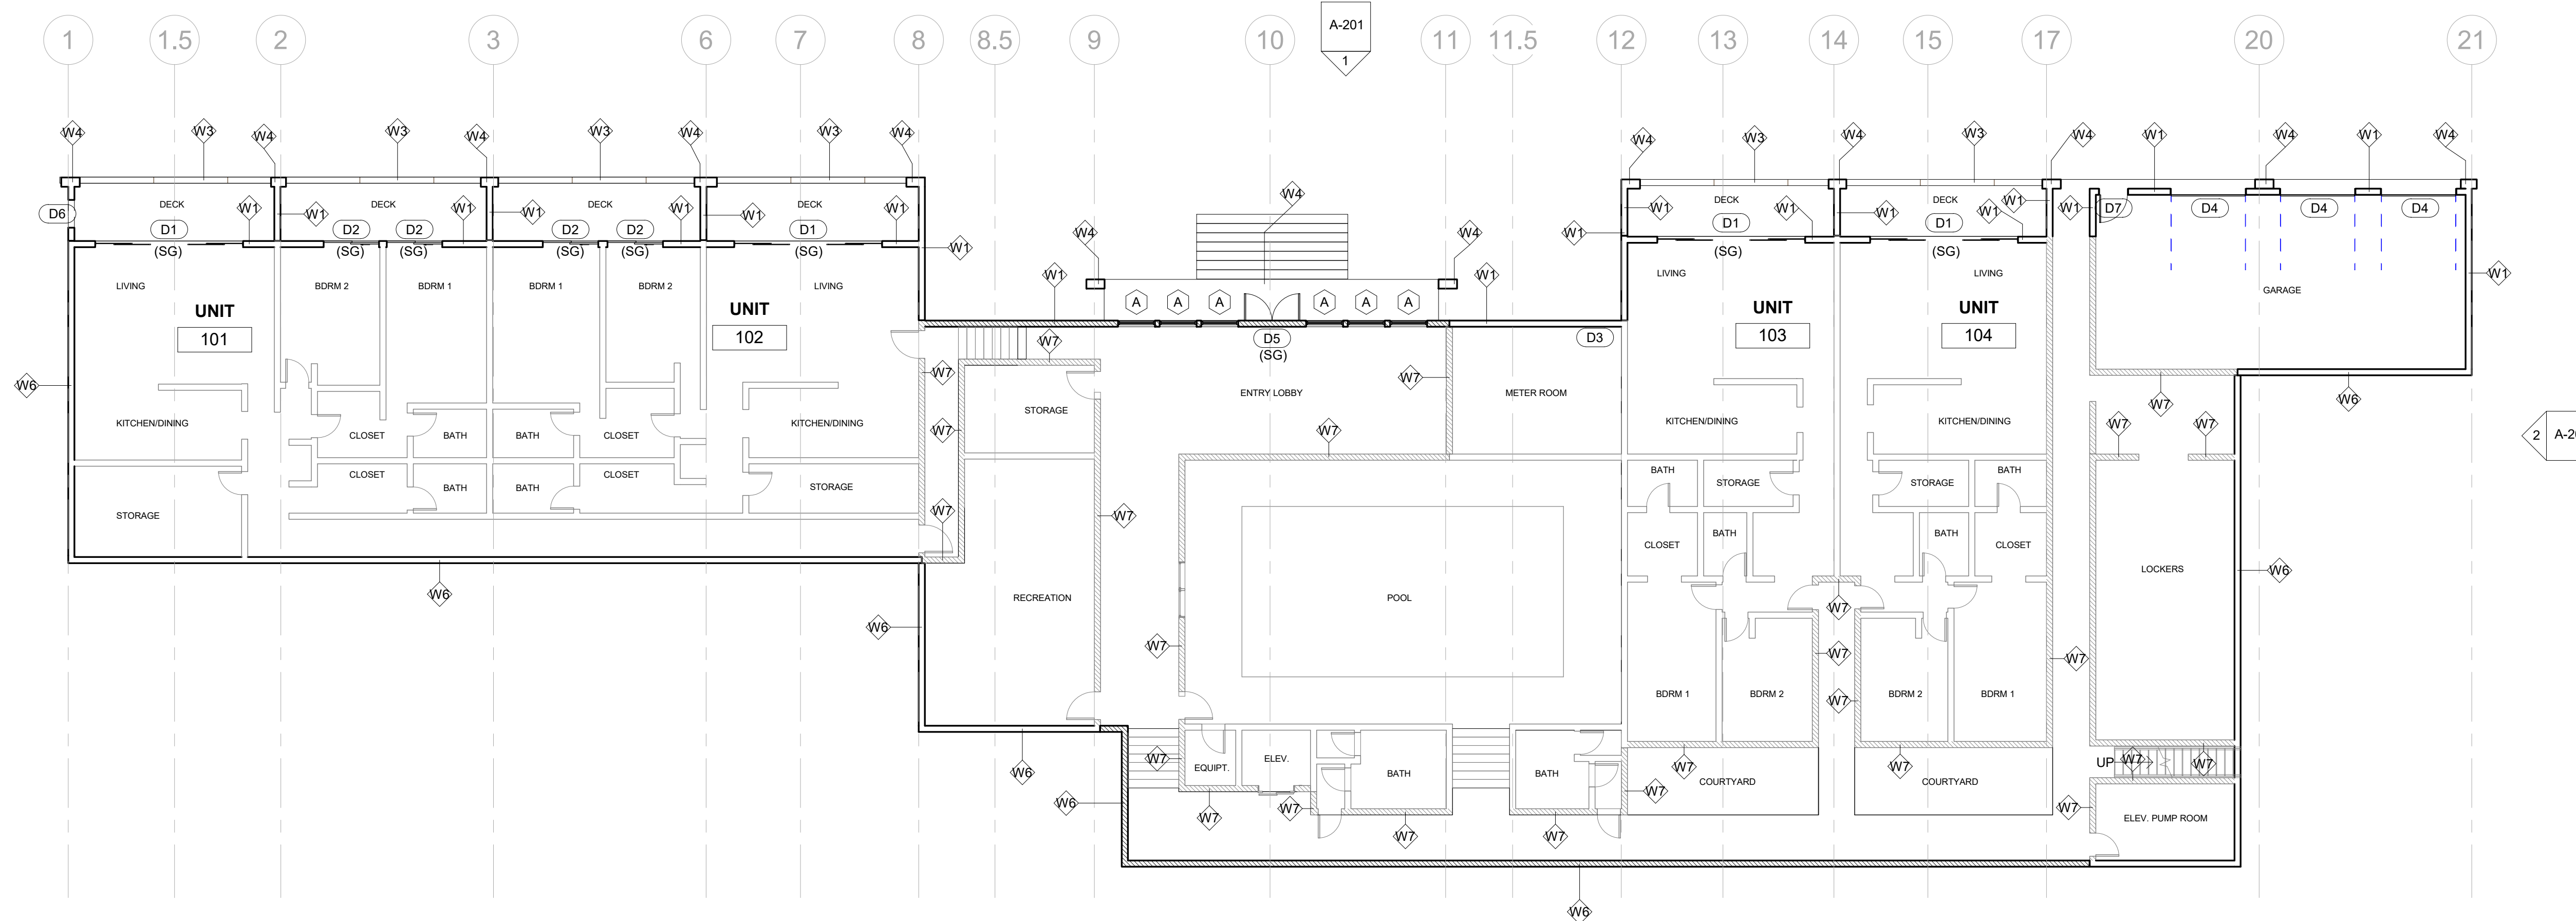 A-201
1
1 1.5 2 3 6 7 8 8.5 9 10 11 11.5 12 13 14 15 17 20 21
W4 W3 W4 W3 W4 W3 W4 W3 W4 W4 W3 W4 W3 W4 W1 W4 W1 W4
W4
DECK DECK DECK DECK DECK DECK
W1 W1 W1 W1 W1 W1 W1 W1 W1 W1 W1 W1 W1
D6 D7 D4 D4 D4
D1 D2 D2 D2 D2 D1 D1 D1
W4 W4 W1 W1
(SG) (SG) (SG) (SG) (SG) (SG) (SG) (SG)
W1 W1 W1
LIVING BDRM 2 BDRM 1 BDRM 1 BDRM 2 LIVING LIVING LIVING GARAGE
A A A A A A
UNIT UNIT UNIT UNIT
101 102 103 104
D5 D3
(SG)
W7
W6 W7 W7 W7 W6
ENTRY LOBBY METER ROOM
STORAGE
KITCHEN/DINING KITCHEN/DINING KITCHEN/DINING KITCHEN/DINING
W7 W7 W7 W7
CLOSET BATH BATH CLOSET
2 A-20
CLOSET BATH BATH CLOSET STORAGE
BATH STORAGE STORAGE BATH
STORAGE
W7 W7
BATH BATH
CLOSET CLOSET
W6 W6
LOCKERS
RECREATION POOL
W7
W6 W7 W7 W7
BDRM 1 BDRM 2 BDRM 2 BDRM 1
W7
W7 W7 W7 W7 W7
UP
EQUIPT. ELEV. BATH BATH
COURTYARD COURTYARD
W6
W7
W6 W7 W7 W7
ELEV. PUMP ROOM
W7 W7 W7
W6